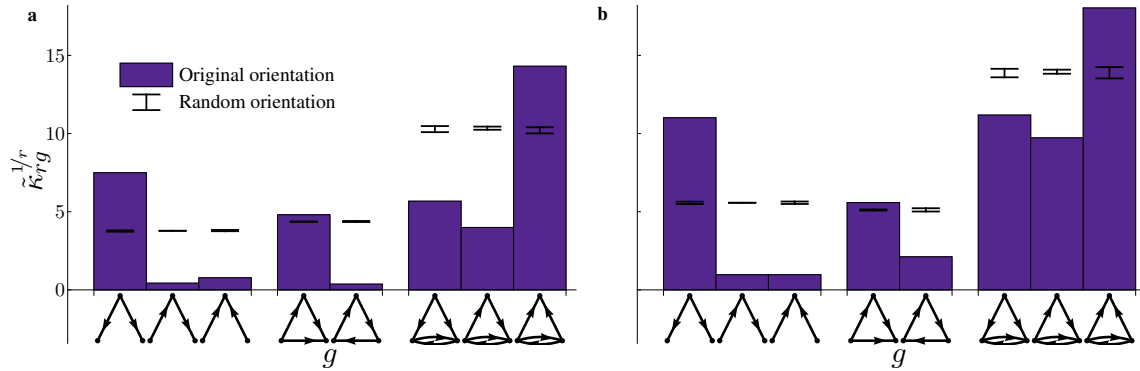 a
b
15
10
5
0
κ̃_{rg}^{1/r}
Original orientation
Random orientation
g
g